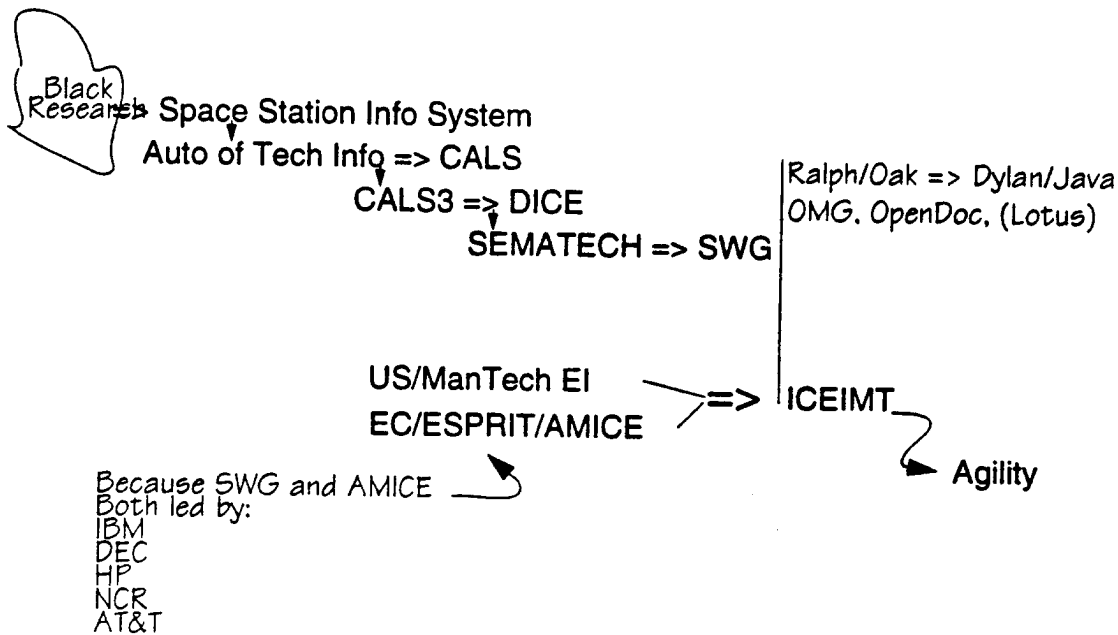 Black
Research => Space Station Info System
Auto of Tech Info => CALS
CALS3 => DICE
SEMATECH => SWG
Ralph/Oak => Dylan/Java
OMG. OpenDoc, (Lotus)
US/ManTech EI
EC/ESPRIT/AMICE
=> ICEIMT
Agility
Because SWG and AMICE
Both led by:
IBM
DEC
HP
NCR
AT&T